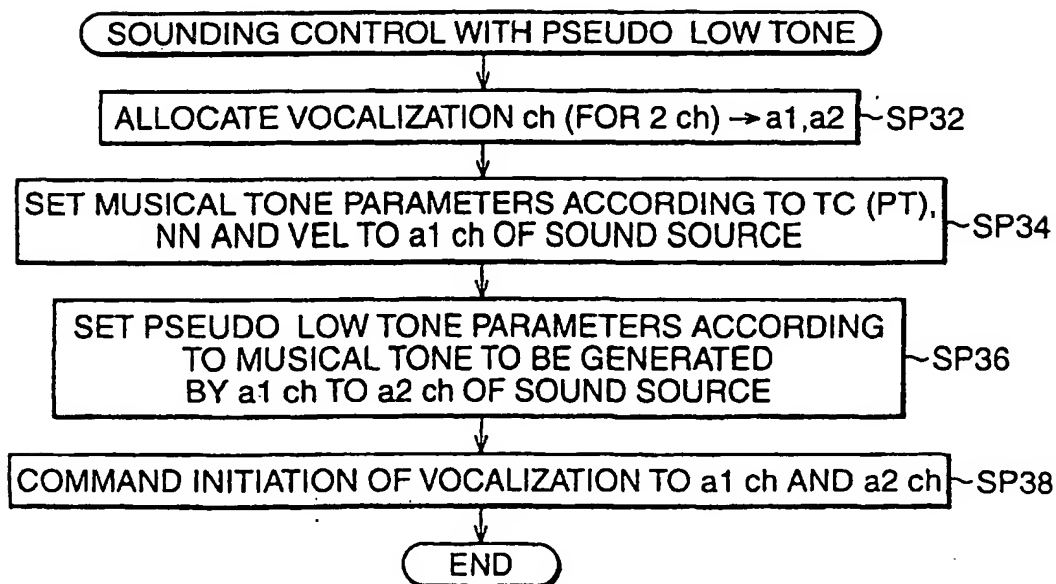 SOUNDING CONTROL WITH PSEUDO LOW TONE
ALLOCATE VOCALIZATION ch (FOR 2 ch) → a1,a2 ~SP32
SET MUSICAL TONE PARAMETERS ACCORDING TO TC (PT),
NN AND VEL TO a1 ch OF SOUND SOURCE ~SP34
SET PSEUDO LOW TONE PARAMETERS ACCORDING
TO MUSICAL TONE TO BE GENERATED ~SP36
BY a1 ch TO a2 ch OF SOUND SOURCE
COMMAND INITIATION OF VOCALIZATION TO a1 ch AND a2 ch ~SP38
END